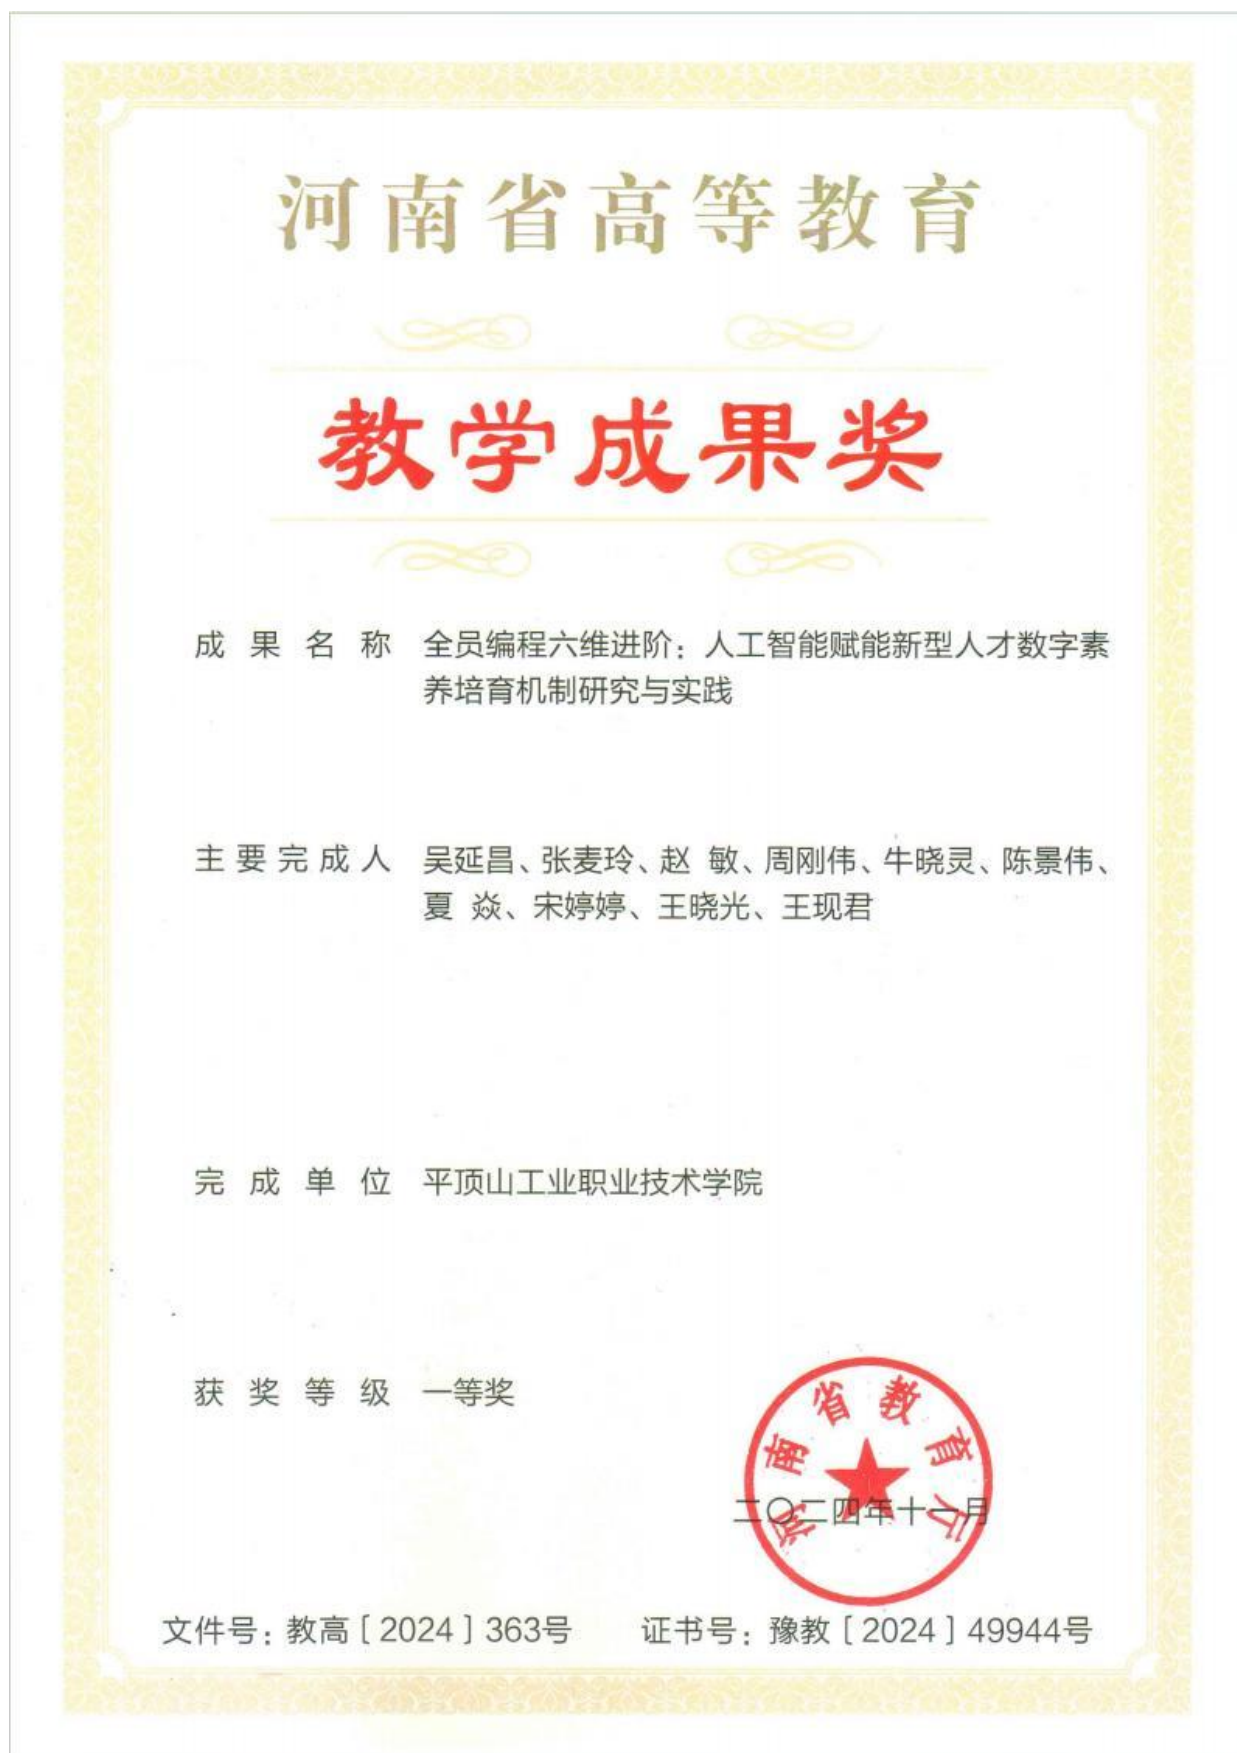 河南省高等教育
教学成果奖
成果名称 全员编程六维进阶：人工智能赋能新型人才数字素
养培育机制研究与实践
主要完成人 吴延昌、张麦玲、赵 敏、周刚伟、牛晓灵、陈景伟、
夏 焱、宋婷婷、王晓光、王现君
完成单位 平顶山工业职业技术学院
获奖等级 一等奖
河南省教育厅
二〇二四年十一月
文件号：教高［2024］363号 证书号：豫教［2024］49944号